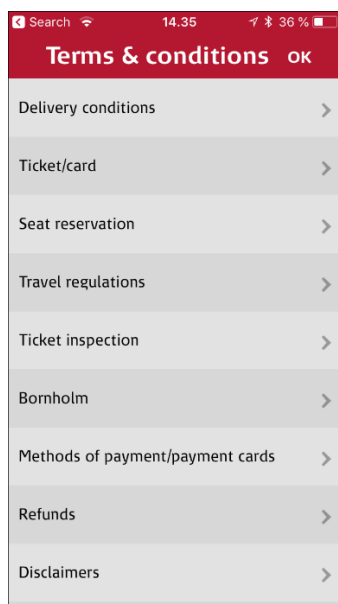 Search 14.35 36 %
Terms & conditions OK
Delivery conditions
Ticket/card
Seat reservation
Travel regulations
Ticket inspection
Bornholm
Methods of payment/payment cards
Refunds
Disclaimers